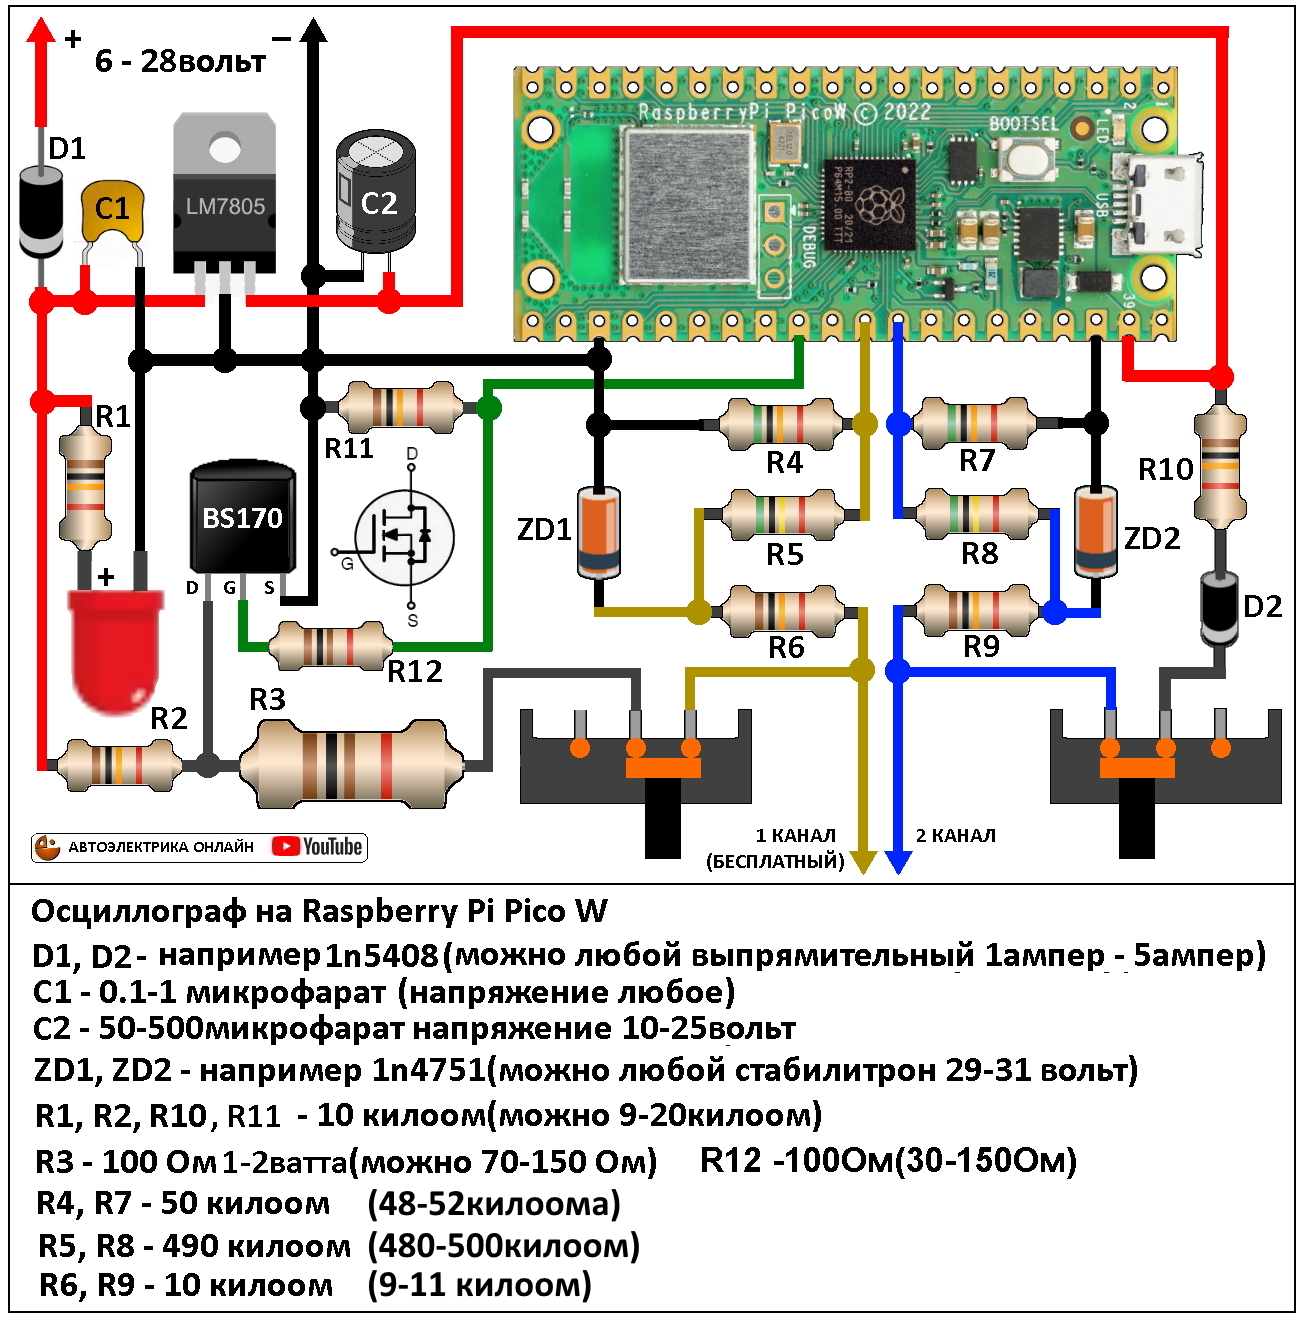 +
6 - 28вольт
–
D1
C1
LM7805
C2
RaspberryPi PicoW © 2022
BOOTSEL
LED
2
1
USB
DEBUG
39
R1
R11
R4
R7
R10
BS170
D
G
S
D
G
S
ZD1
R5
R8
ZD2
+
R12
R6
R9
D2
R3
R2
АВТОЭЛЕКТРИКА ОНЛАЙН YouTube
1 КАНАЛ
(БЕСПЛАТНЫЙ)
2 КАНАЛ
Осциллограф на Raspberry Pi Pico W
D1, D2 - например 1n5408(можно любой выпрямительный 1ампер - 5ампер)
C1 - 0.1-1 микрофарат (напряжение любое)
C2 - 50-500микрофарат напряжение 10-25вольт
ZD1, ZD2 - например 1n4751(можно любой стабилитрон 29-31 вольт)
R1, R2, R10, R11 - 10 килоом(можно 9-20килоом)
R3 - 100 Ом 1-2ватта(можно 70-150 Ом) R12 -100Ом(30-150Ом)
R4, R7 - 50 килоом (48-52килоома)
R5, R8 - 490 килоом (480-500килоом)
R6, R9 - 10 килоом (9-11 килоом)